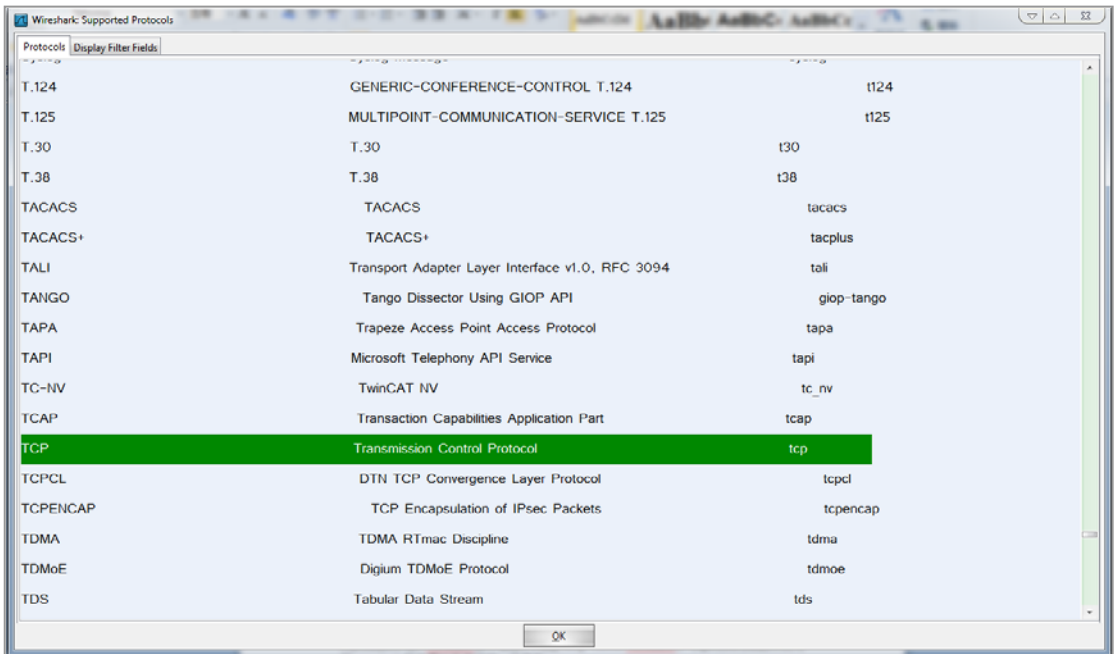 Wireshark: Supported Protocols
Protocols Display Filter Fields
T.124 GENERIC-CONFERENCE-CONTROL T.124 t124
T.125 MULTIPOINT-COMMUNICATION-SERVICE T.125 t125
T.30 T.30 t30
T.38 T.38 t38
TACACS TACACS tacacs
TACACS+ TACACS+ tacplus
TALI Transport Adapter Layer Interface v1.0, RFC 3094 tali
TANGO Tango Dissector Using GIOP API giop-tango
TAPA Trapeze Access Point Access Protocol tapa
TAPI Microsoft Telephony API Service tapi
TC-NV TwinCAT NV tc_nv
TCAP Transaction Capabilities Application Part tcap
TCP Transmission Control Protocol tcp
TCPCL DTN TCP Convergence Layer Protocol tcpcl
TCPENCAP TCP Encapsulation of IPsec Packets tcpencap
TDMA TDMA RTmac Discipline tdma
TDMoE Digium TDMoE Protocol tdmoe
TDS Tabular Data Stream tds
OK